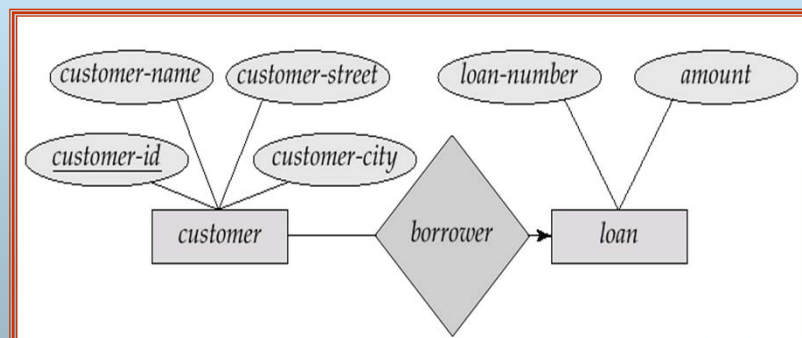 customer-name
customer-street
loan-number
amount
customer-id
customer-city
customer
borrower
loan